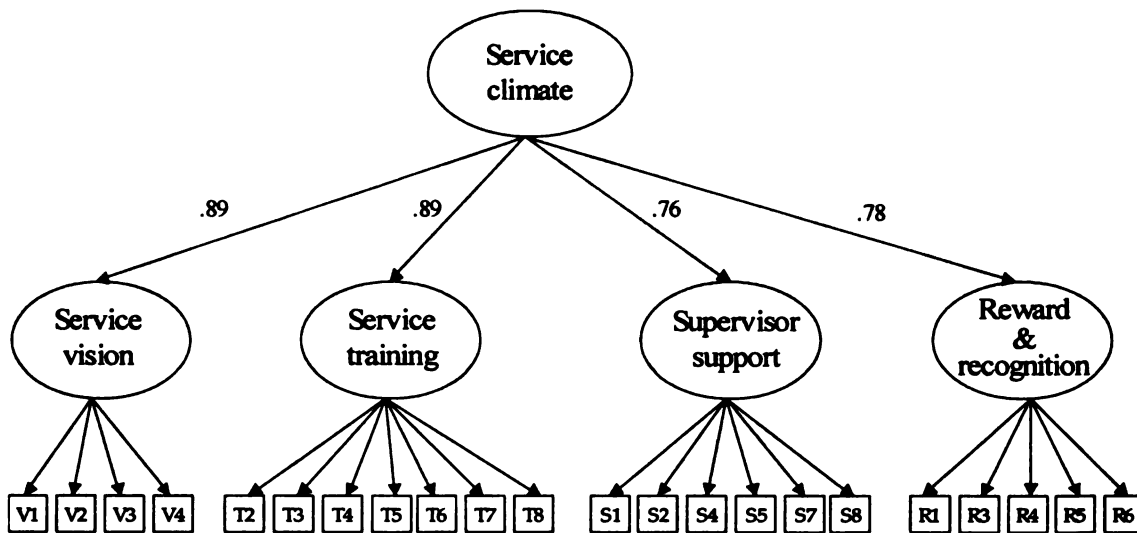 Service
climate
.89 .89 .76 .78
Service
vision
Service
training
Supervisor
support
Reward
&
recognition
V1 V2 V3 V4 T2 T3 T4 T5 T6 T7 T8 S1 S2 S4 S5 S7 S8 R1 R3 R4 R5 R6